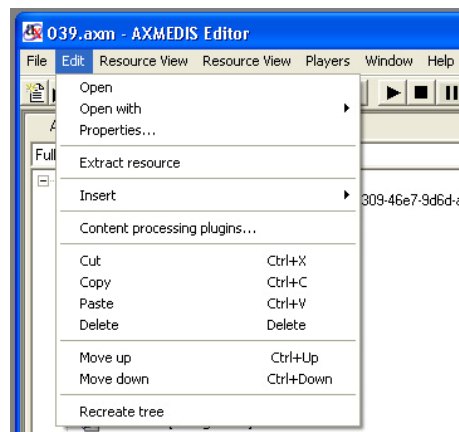 039.axm - AXMEDIS Editor
File Edit Resource View Resource View Players Window Help
Open
Open with
Properties...
Full
Extract resource
Insert
309-46e7-9d6d-
Content processing plugins...
Cut Ctrl+X
Copy Ctrl+C
Paste Ctrl+V
Delete Delete
Move up Ctrl+Up
Move down Ctrl+Down
Recreate tree